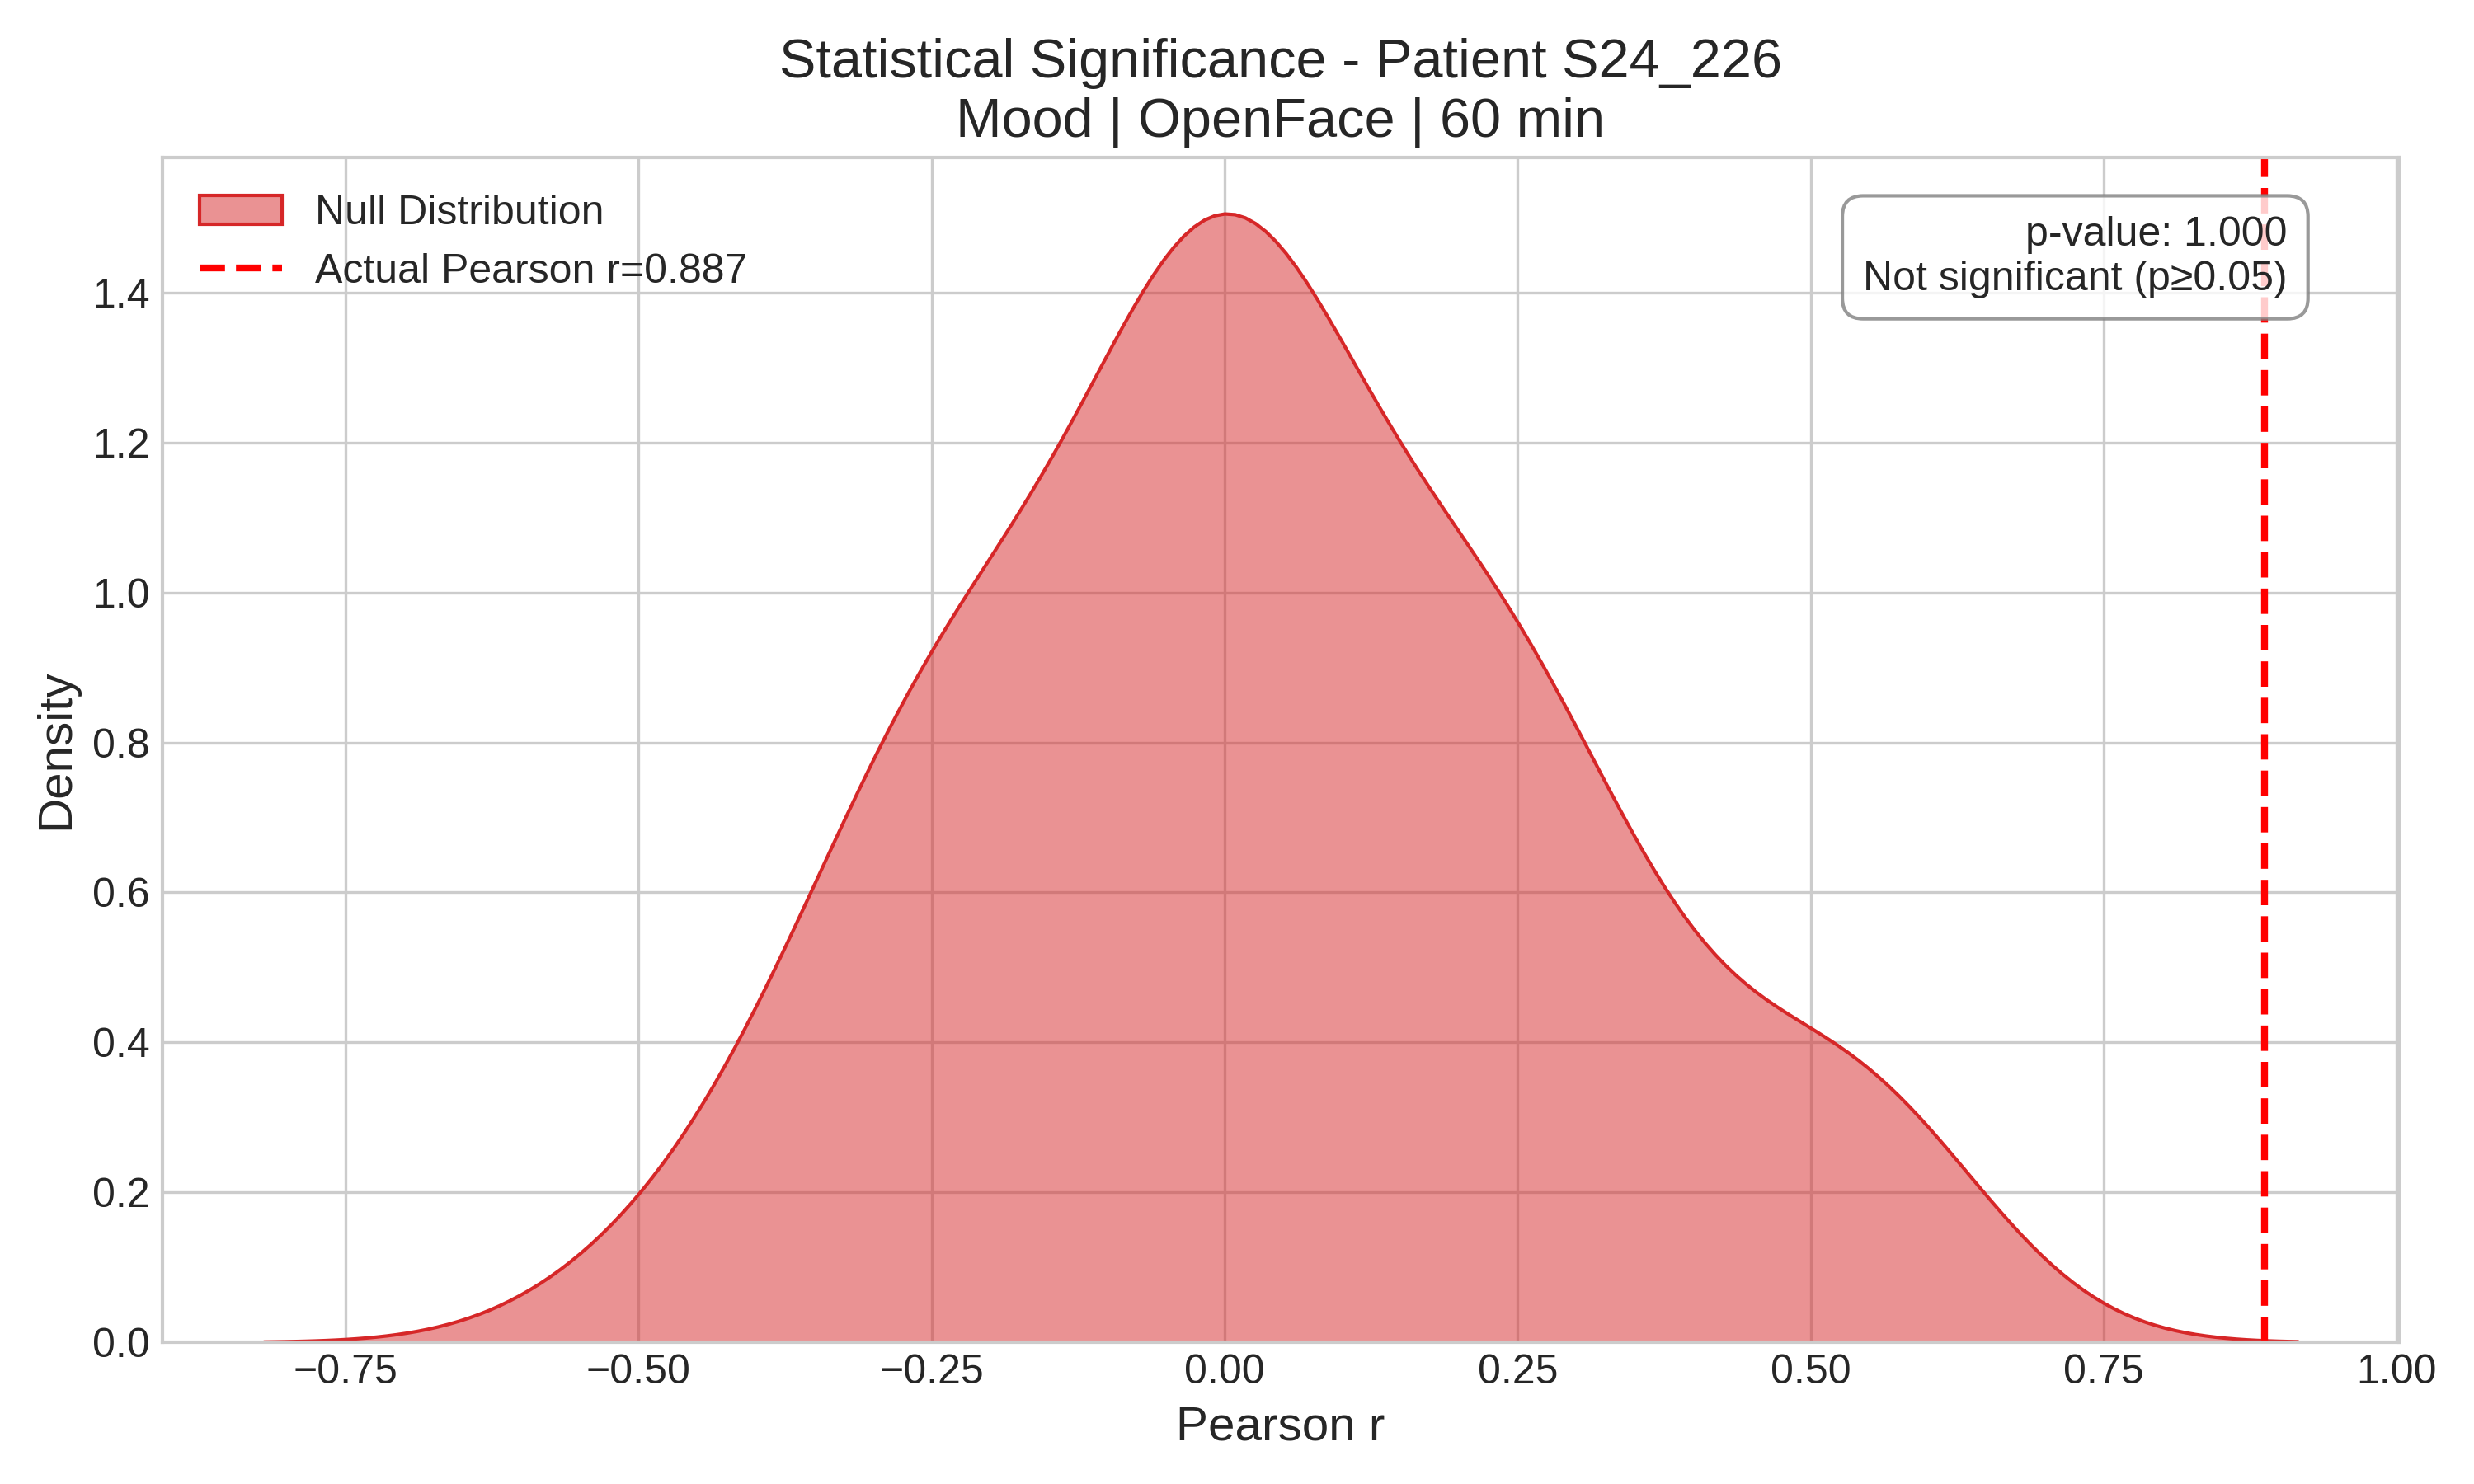 Statistical Significance - Patient S24_226
Mood | OpenFace | 60 min
Null Distribution
Actual Pearson r=0.887
p-value: 1.000
Not significant (p≥0.05)
1.4
1.2
1.0
0.8
0.6
0.4
0.2
0.0
Density
−0.75 −0.50 −0.25 0.00 0.25 0.50 0.75 1.00
Pearson r